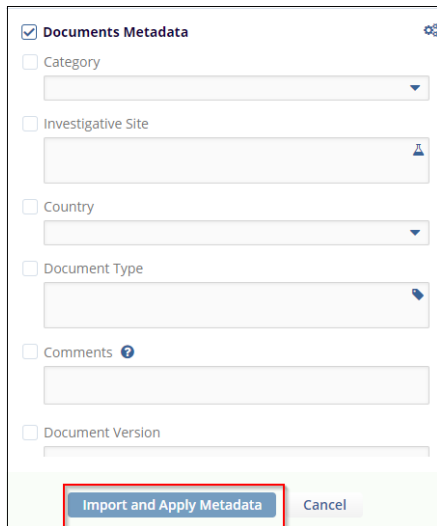 Documents Metadata
Category
Investigative Site
Country
Document Type
Comments ?
Document Version
Import and Apply Metadata
Cancel